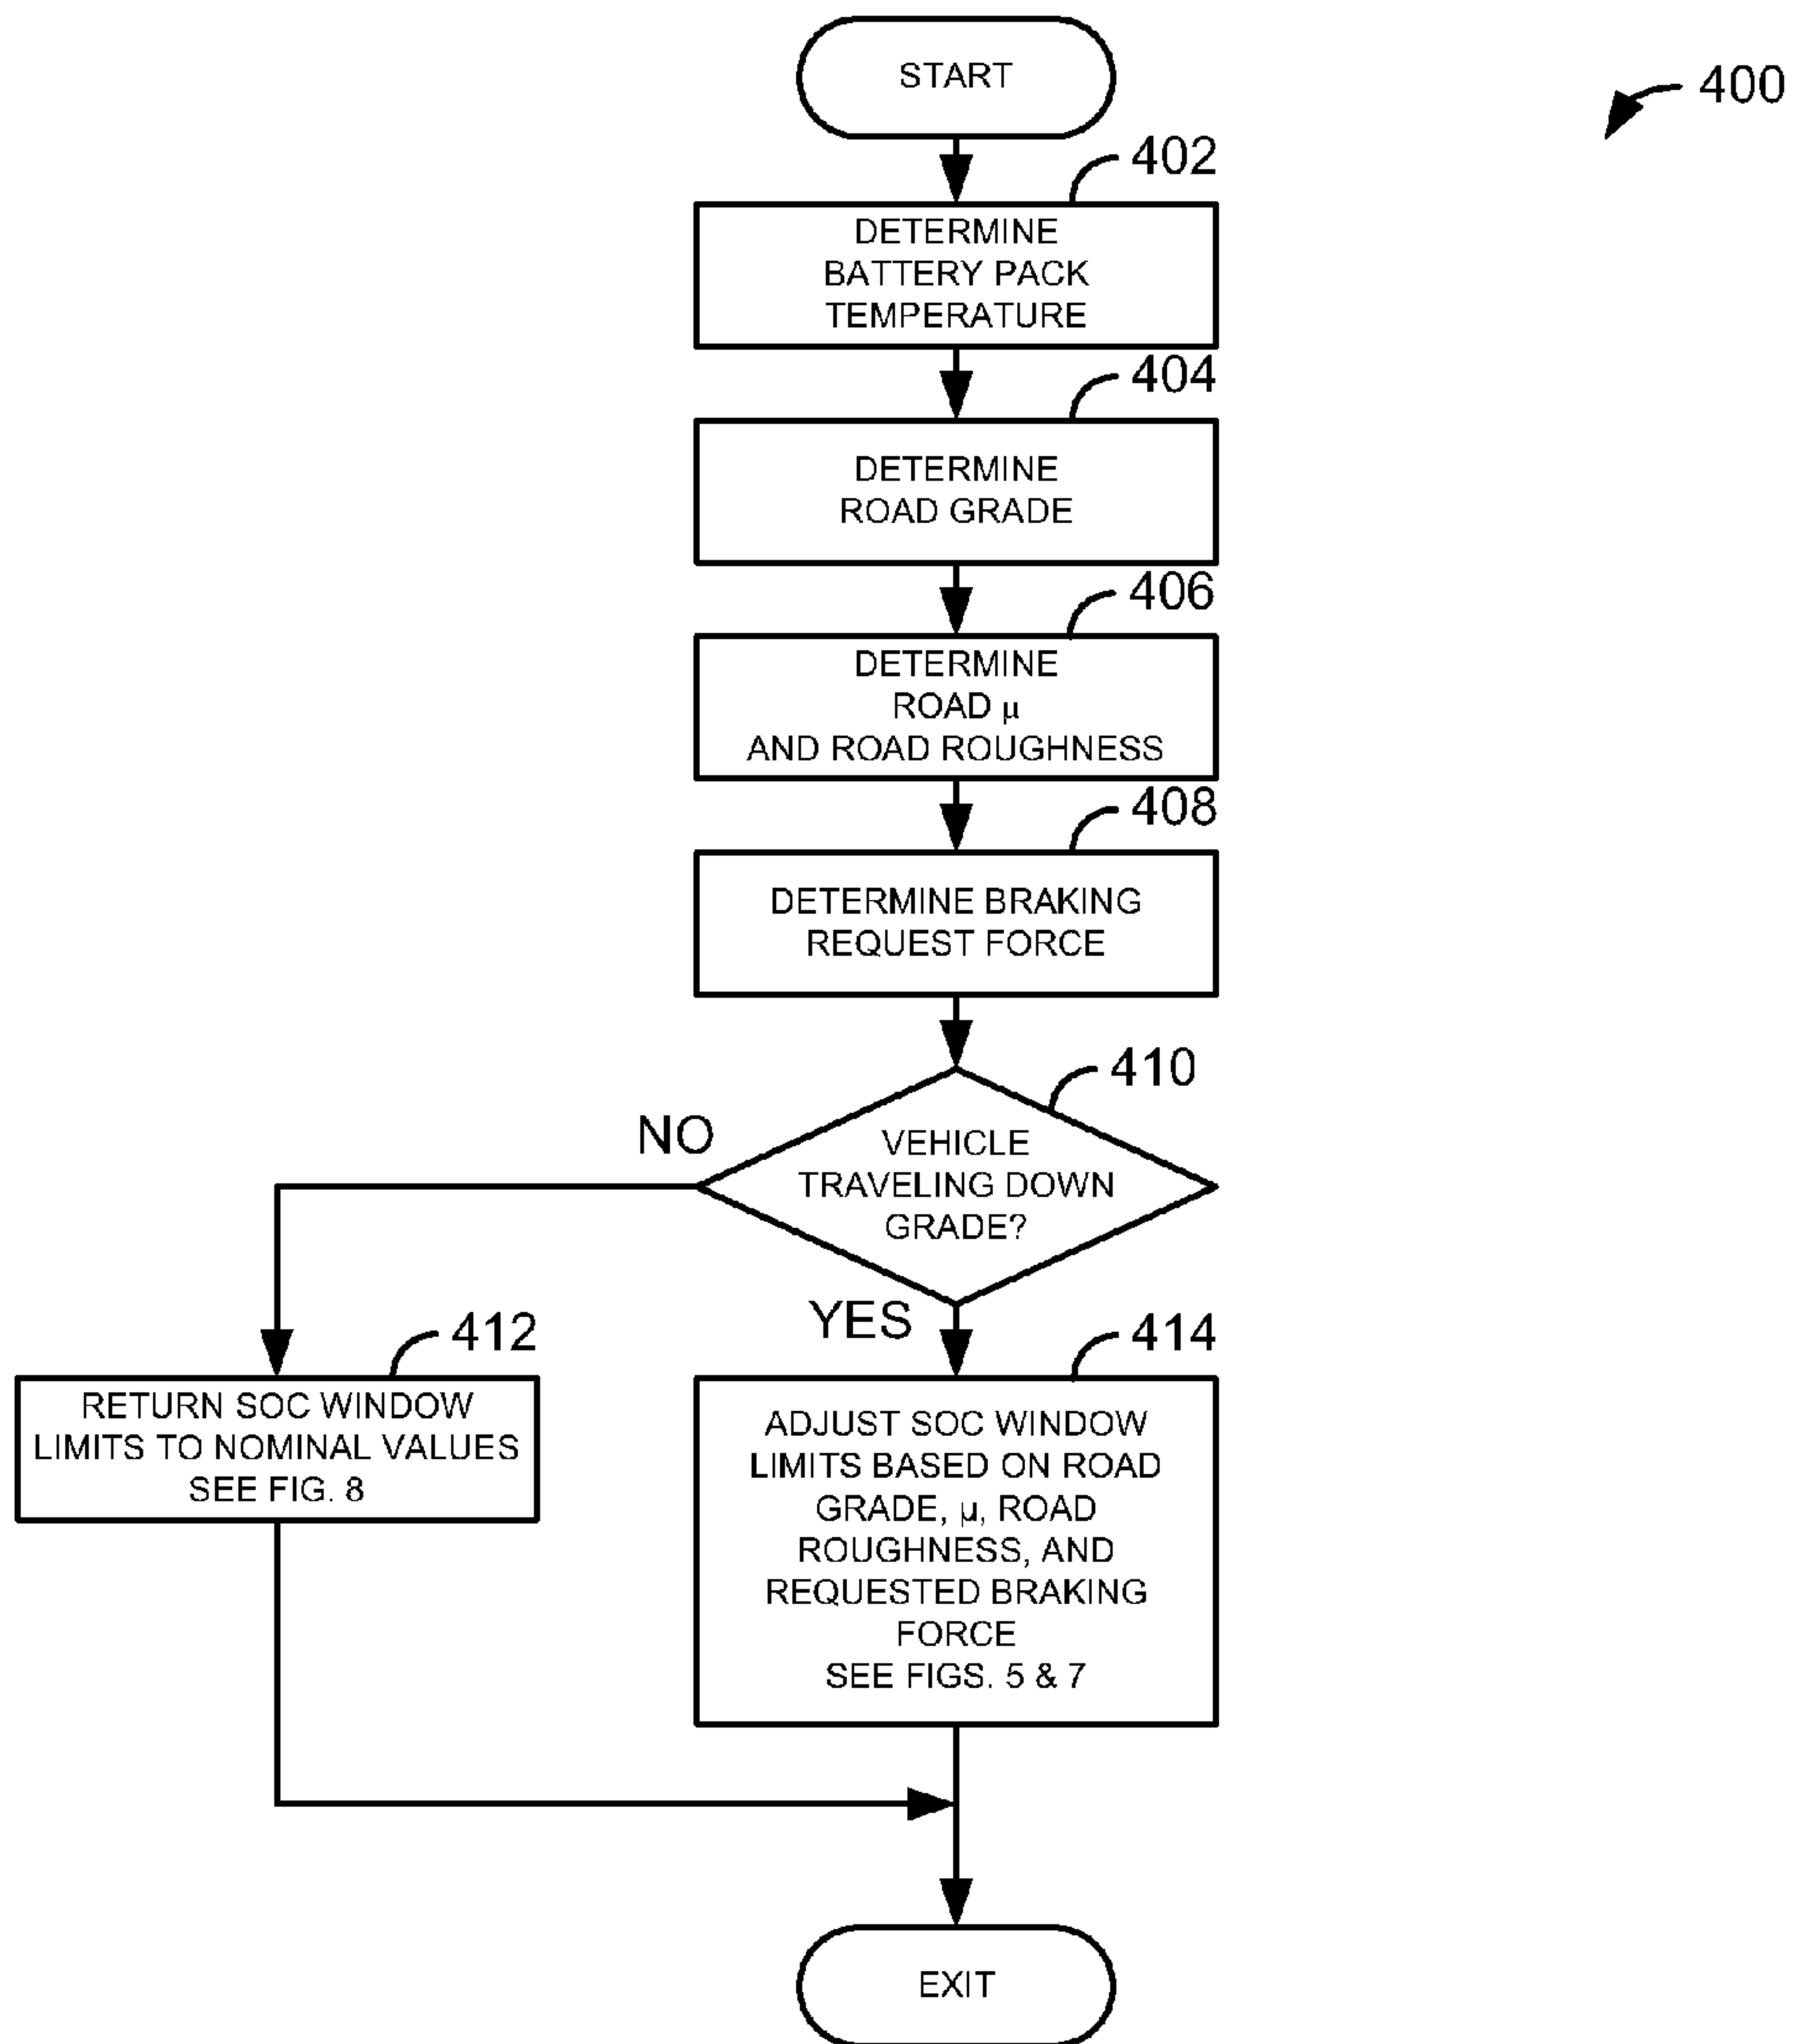 START
400
402
DETERMINE
BATTERY PACK
TEMPERATURE
404
DETERMINE
ROAD GRADE
406
DETERMINE
ROAD μ
AND ROAD ROUGHNESS
408
DETERMINE BRAKING
REQUEST FORCE
410
NO
VEHICLE
TRAVELING DOWN
GRADE?
YES
412
RETURN SOC WINDOW
LIMITS TO NOMINAL VALUES
SEE FIG. 8
414
ADJUST SOC WINDOW
LIMITS BASED ON ROAD
GRADE, μ, ROAD
ROUGHNESS, AND
REQUESTED BRAKING
FORCE
SEE FIGS. 5 & 7
EXIT